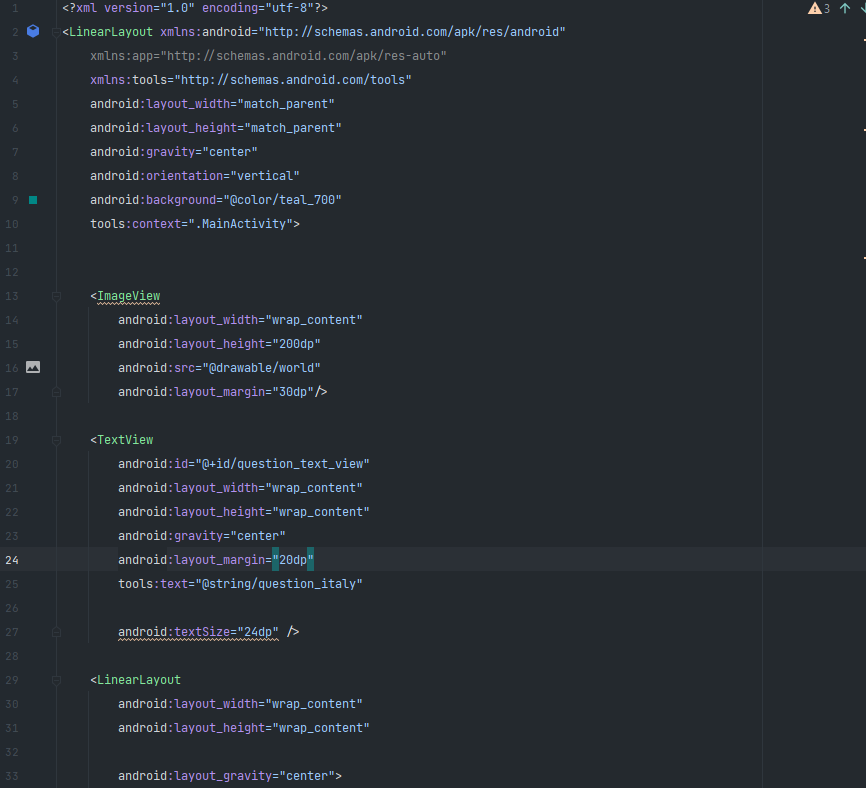 1 <?xml version="1.0" encoding="utf-8"?>
2 <LinearLayout xmlns:android="http://schemas.android.com/apk/res/android"
3 xmlns:app="http://schemas.android.com/apk/res-auto"
4 xmlns:tools="http://schemas.android.com/tools"
5 android:layout_width="match_parent"
6 android:layout_height="match_parent"
7 android:gravity="center"
8 android:orientation="vertical"
9 android:background="@color/teal_700"
10 tools:context=".MainActivity">
11
12
13 <ImageView
14 android:layout_width="wrap_content"
15 android:layout_height="200dp"
16 android:src="@drawable/world"
17 android:layout_margin="30dp"/>
18
19 <TextView
20 android:id="@+id/question_text_view"
21 android:layout_width="wrap_content"
22 android:layout_height="wrap_content"
23 android:gravity="center"
24 android:layout_margin="20dp"
25 tools:text="@string/question_italy"
26
27 android:textSize="24dp" />
28
29 <LinearLayout
30 android:layout_width="wrap_content"
31 android:layout_height="wrap_content"
32
33 android:layout_gravity="center">
3